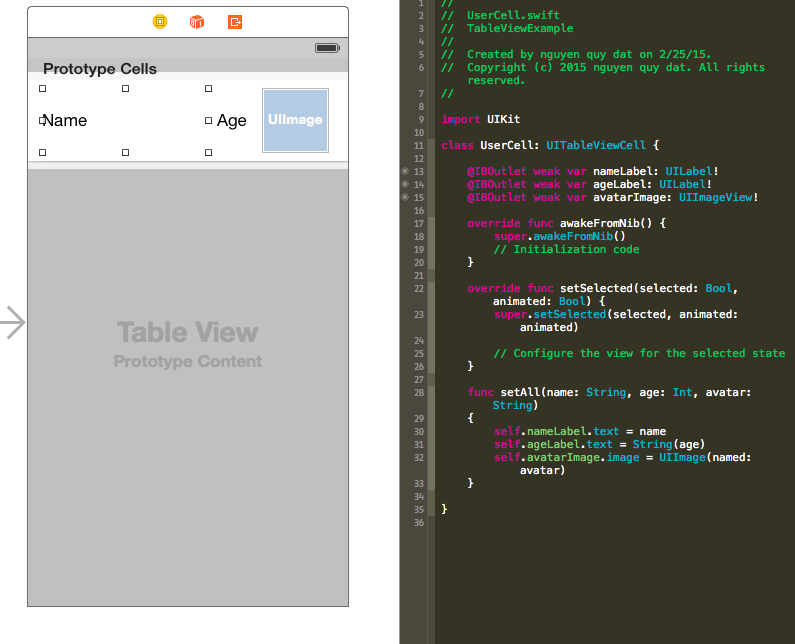 Prototype Cells
Name
Age
UIImage
Table View
Prototype Content
1 //
2 //  UserCell.swift
3 //  TableViewExample
4 //
5 //  Created by nguyen quy dat on 2/25/15.
6 //  Copyright (c) 2015 nguyen quy dat. All rights
reserved.
7 //
8
9 import UIKit
10
11 class UserCell: UITableViewCell {
12
13     @IBOutlet weak var nameLabel: UILabel!
14     @IBOutlet weak var ageLabel: UILabel!
15     @IBOutlet weak var avatarImage: UIImageView!
16
17     override func awakeFromNib() {
18         super.awakeFromNib()
19         // Initialization code
20     }
21
22     override func setSelected(selected: Bool,
animated: Bool) {
23         super.setSelected(selected, animated:
animated)
24
25         // Configure the view for the selected state
26     }
27
28     func setAll(name: String, age: Int, avatar:
String)
29     {
30         self.nameLabel.text = name
31         self.ageLabel.text = String(age)
32         self.avatarImage.image = UIImage(named:
avatar)
33     }
34
35 }
36